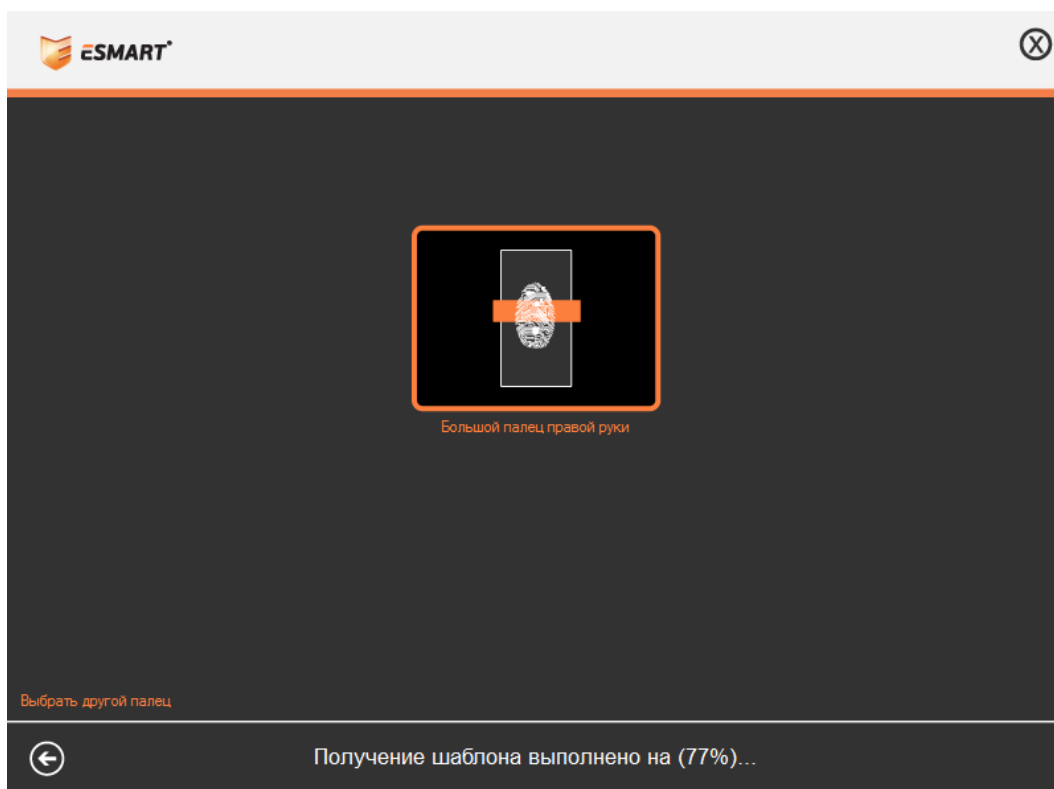 ESMART
Большой палец правой руки
Выбрать другой палец
Получение шаблона выполнено на (77%)...